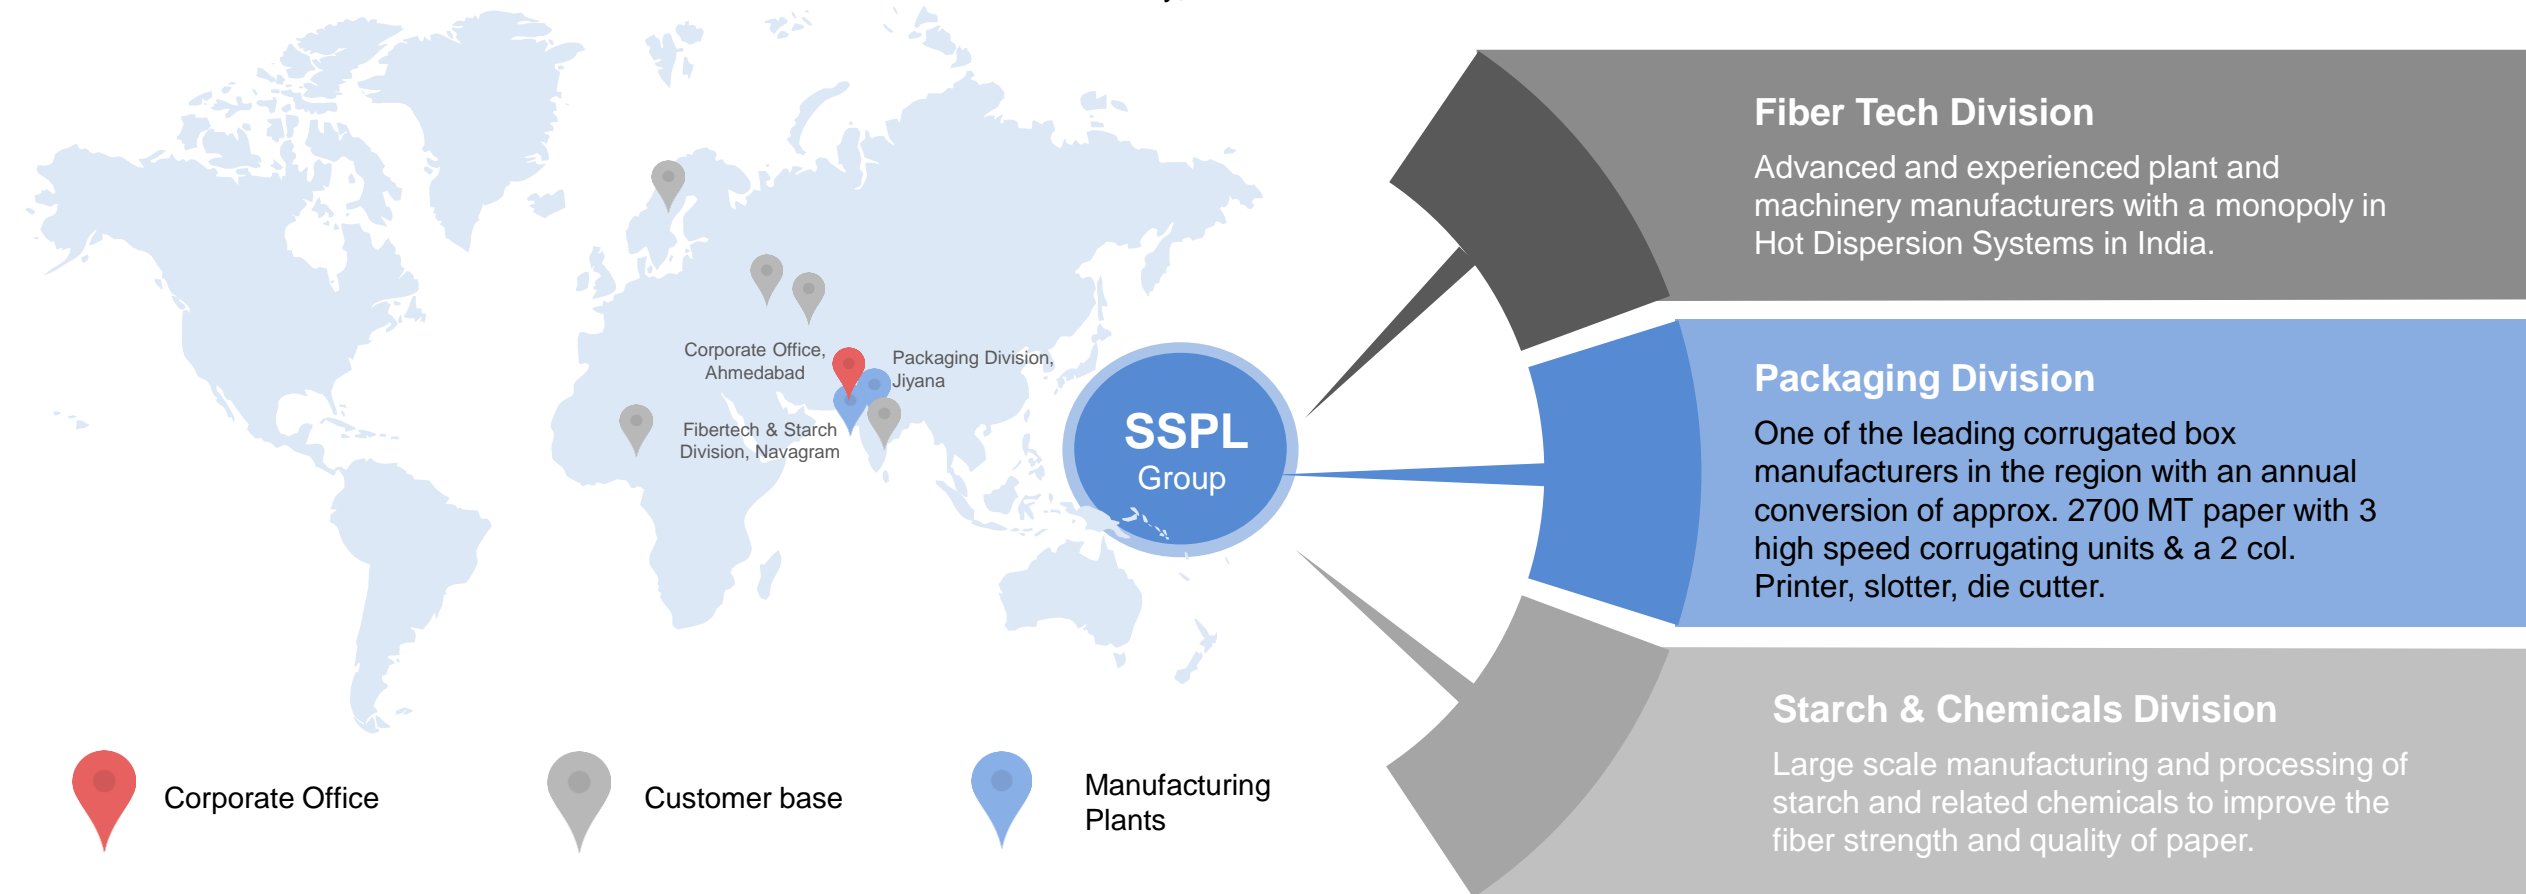 Corporate Office,
Ahmedabad
Packaging Division,
Jiyana
Fibertech & Starch
Division, Navagram
SSPL
Group
Corporate Office
Customer base
Manufacturing
Plants
Fiber Tech Division
Advanced and experienced plant and
machinery manufacturers with a monopoly in
Hot Dispersion Systems in India.
Packaging Division
One of the leading corrugated box
manufacturers in the region with an annual
conversion of approx. 2700 MT paper with 3
high speed corrugating units & a 2 col.
Printer, slotter, die cutter.
Starch & Chemicals Division
Large scale manufacturing and processing of
starch and related chemicals to improve the
fiber strength and quality of paper.